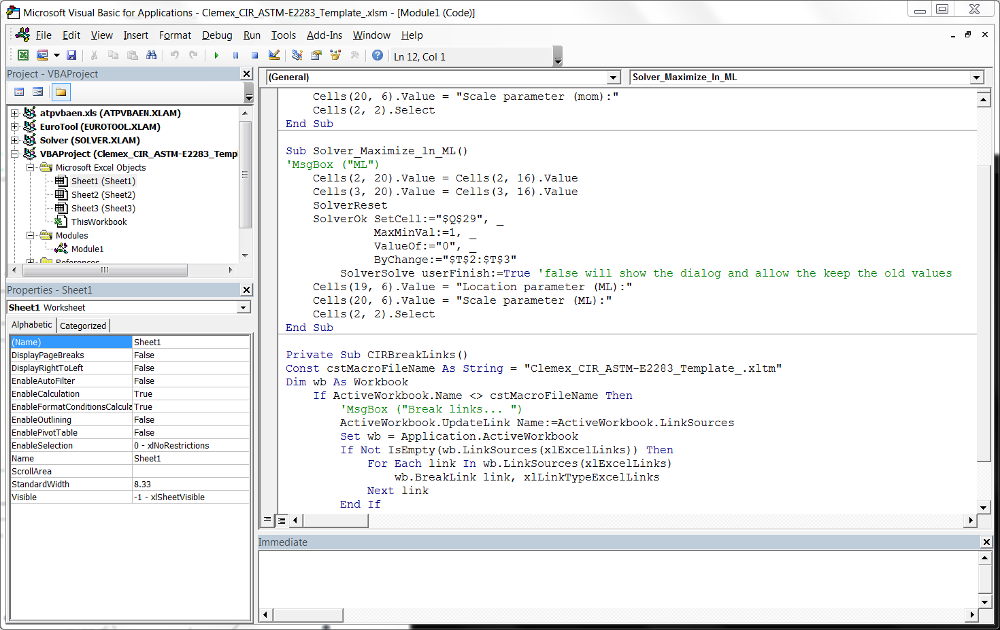 Microsoft Visual Basic for Applications - Clemex_CIR_ASTM-E2283_Template_.xlsm - [Module1 (Code)]
File Edit View Insert Format Debug Run Tools Add-Ins Window Help
Ln 12, Col 1
Project - VBAProject
atpvbaen.xls (ATPVBAEN.XLAM)
EuroTool (EUROTOOL.XLAM)
Solver (SOLVER.XLAM)
VBAProject (Clemex_CIR_ASTM-E2283_Templ
Microsoft Excel Objects
Sheet1 (Sheet1)
Sheet2 (Sheet2)
Sheet3 (Sheet3)
ThisWorkbook
Modules
Module1
References
Properties - Sheet1
Sheet1 Worksheet
Alphabetic Categorized
(Name) Sheet1
DisplayPageBreaks False
DisplayRightToLeft False
EnableAutoFilter False
EnableCalculation True
EnableFormatConditionsCalcula True
EnableOutlining False
EnablePivotTable False
EnableSelection 0 - xlNoRestrictions
Name Sheet1
ScrollArea
StandardWidth 8.33
Visible -1 - xlSheetVisible
(General) Solver_Maximize_ln_ML
Cells(20, 6).Value = "Scale parameter (mom):"
Cells(2, 2).Select
End Sub
Sub Solver_Maximize_ln_ML()
'MsgBox ("ML")
Cells(2, 20).Value = Cells(2, 16).Value
Cells(3, 20).Value = Cells(3, 16).Value
SolverReset
SolverOk SetCell:="$Q$29", _
MaxMinVal:=1, _
ValueOf:="0", _
ByChange:="$T$2:$T$3"
SolverSolve userFinish:=True 'false will show the dialog and allow the keep the old values
Cells(19, 6).Value = "Location parameter (ML):"
Cells(20, 6).Value = "Scale parameter (ML):"
Cells(2, 2).Select
End Sub
Private Sub CIRBreakLinks()
Const cstMacroFileName As String = "Clemex_CIR_ASTM-E2283_Template_.xltm"
Dim wb As Workbook
If ActiveWorkbook.Name <> cstMacroFileName Then
'MsgBox ("Break links... ")
ActiveWorkbook.UpdateLink Name:=ActiveWorkbook.LinkSources
Set wb = Application.ActiveWorkbook
If Not IsEmpty(wb.LinkSources(xlExcelLinks)) Then
For Each link In wb.LinkSources(xlExcelLinks)
wb.BreakLink link, xlLinkTypeExcelLinks
Next link
End If
Immediate